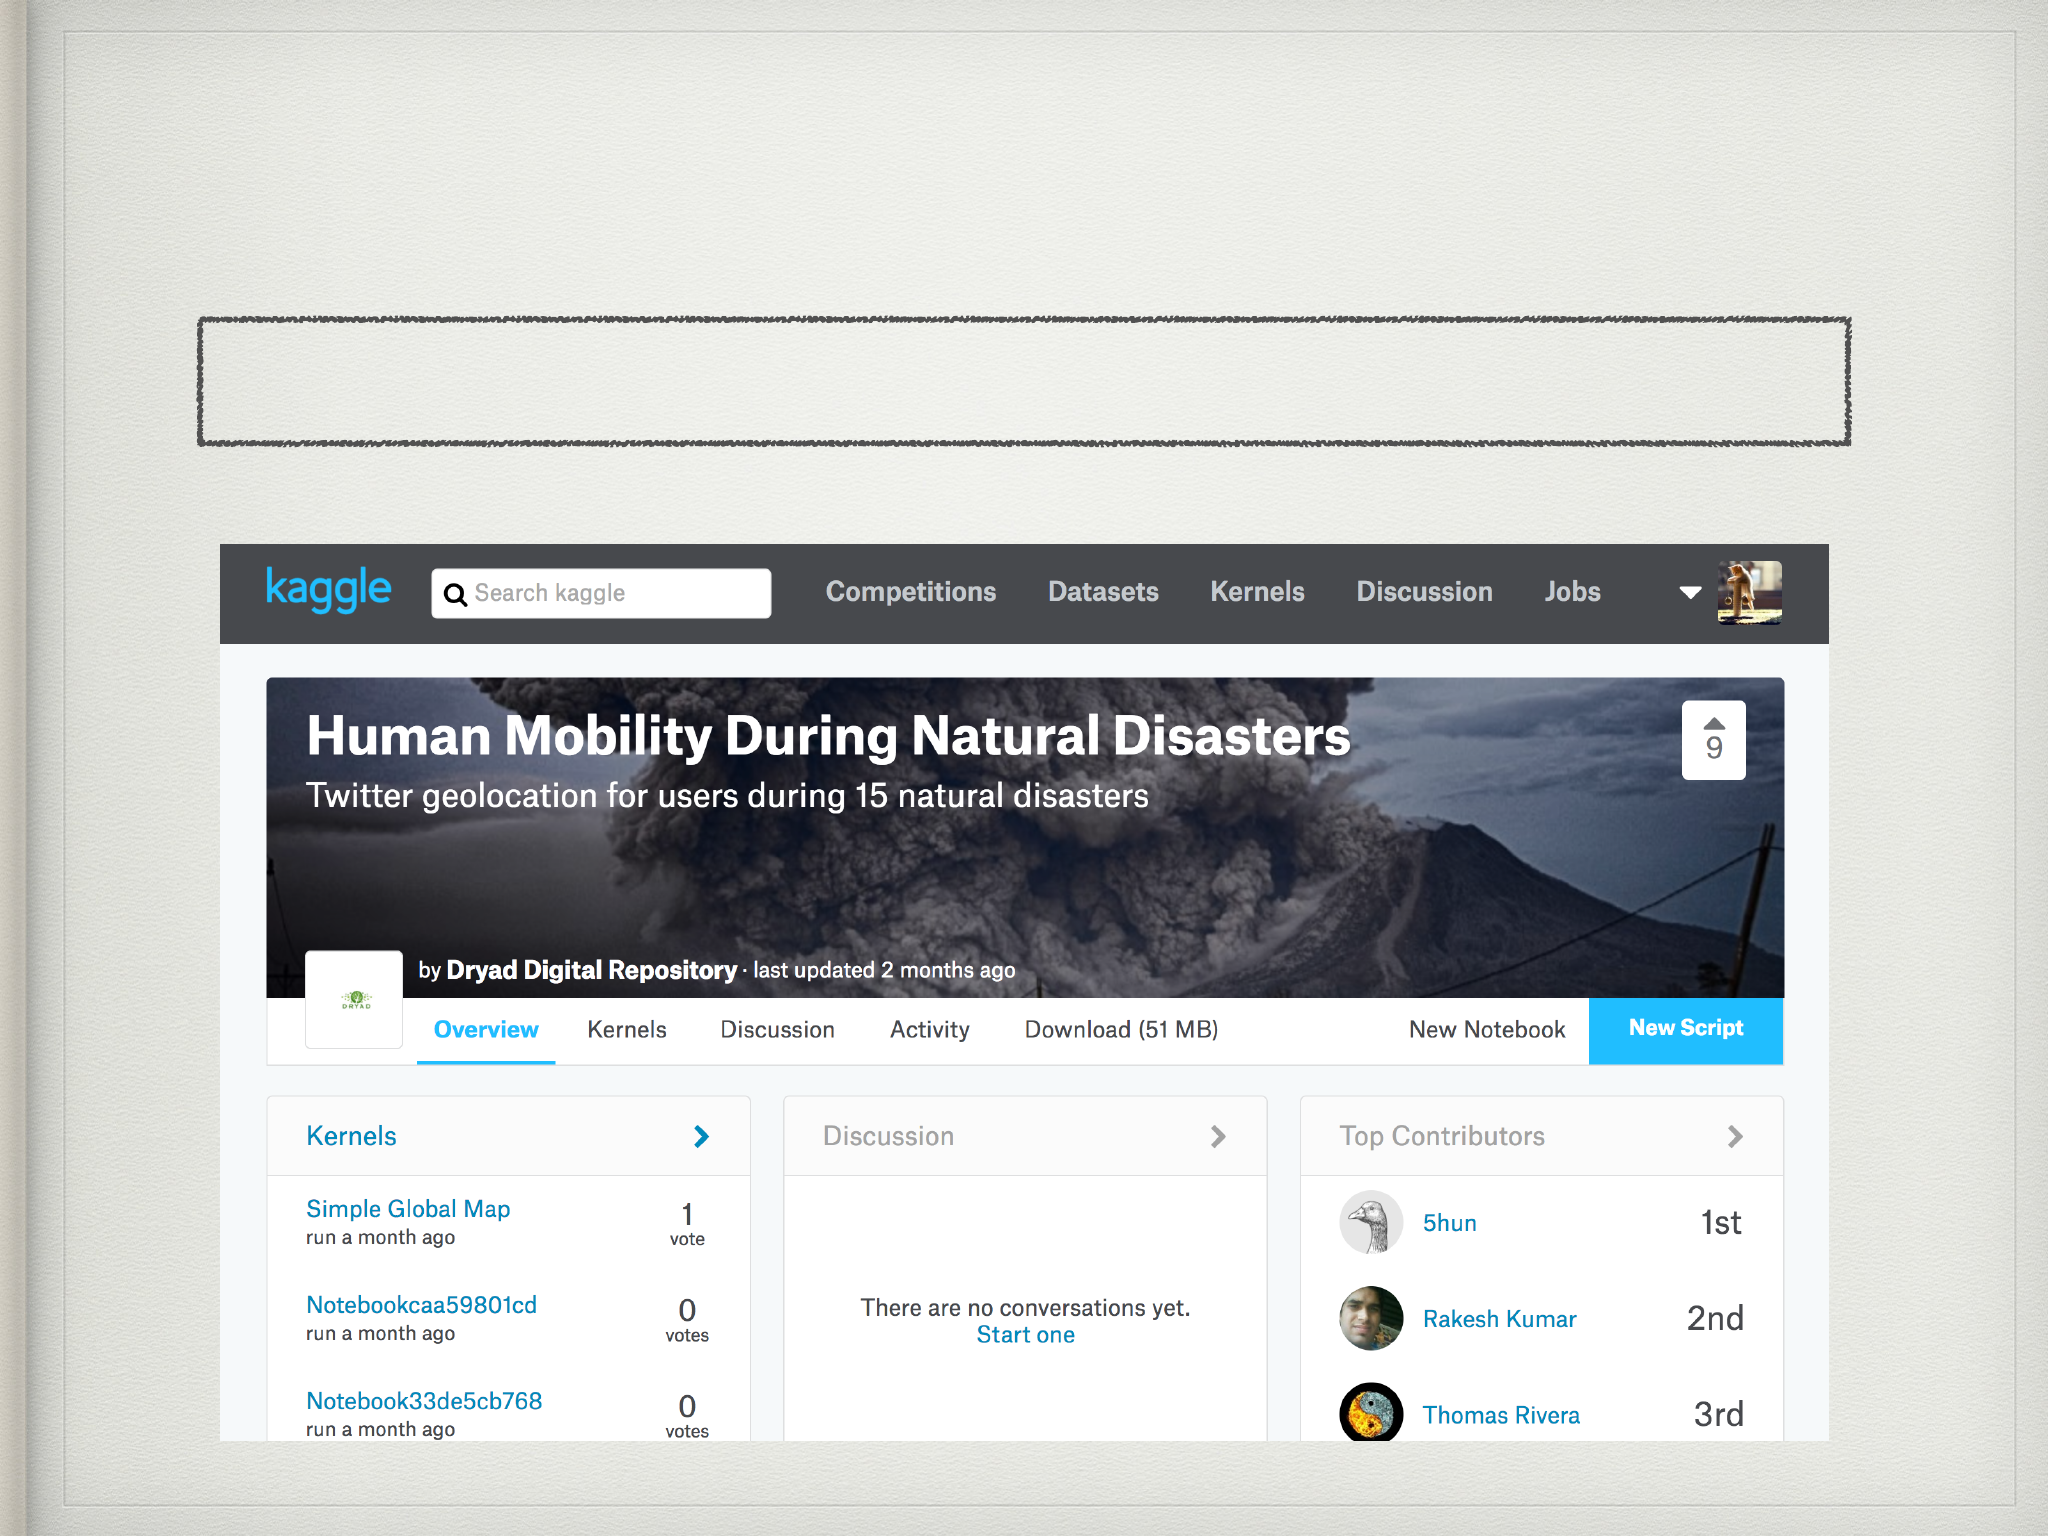 kaggle
Search kaggle
Competitions
Datasets
Kernels
Discussion
Jobs
Human Mobility During Natural Disasters
9
Twitter geolocation for users during 15 natural disasters
by Dryad Digital Repository · last updated 2 months ago
DRYAD
Overview
Kernels
Discussion
Activity
Download (51 MB)
New Notebook
New Script
Kernels
Simple Global Map
run a month ago
1
vote
Notebookcaa59801cd
run a month ago
0
votes
Notebook33de5cb768
run a month ago
0
votes
Discussion
There are no conversations yet.
Start one
Top Contributors
5hun
1st
Rakesh Kumar
2nd
Thomas Rivera
3rd